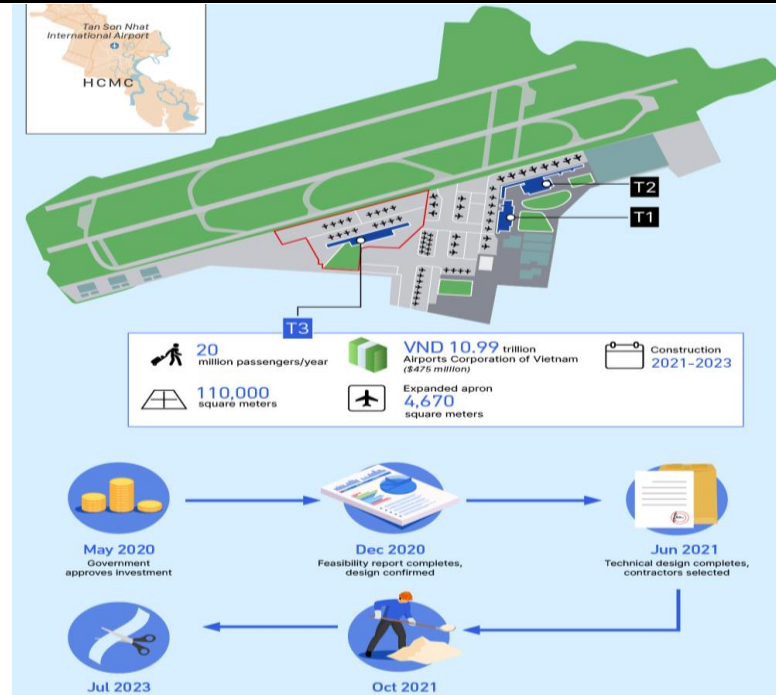 Tan Son Nhat
International Airport
HCMC
T2
T1
T3
20
million passengers/year
VND 10.99 trillion
Airports Corporation of Vietnam
($475 million)
Construction
2021-2023
110,000
square meters
Expanded apron
4,670
square meters
May 2020
Government
approves investment
Dec 2020
Feasibility report completes,
design confirmed
Jun 2021
Technical design completes,
contractors selected
Jul 2023
Oct 2021